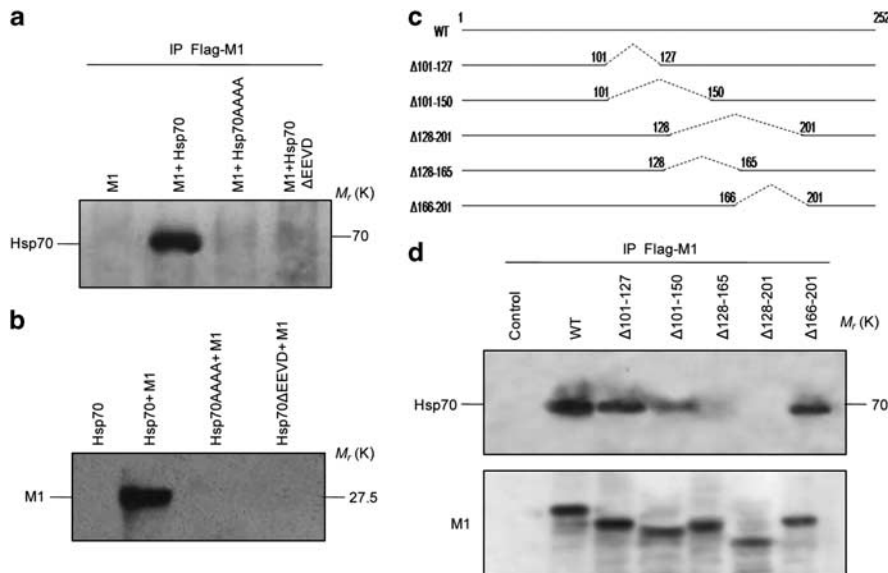 a
IP Flag-M1
M1
M1+ Hsp70
M1+ Hsp70AAAA
M1+Hsp70
ΔEEVD
Mr (K)
Hsp70
70
b
Hsp70
Hsp70+ M1
Hsp70AAAA+ M1
Hsp70ΔEEVD+ M1
Mr (K)
M1
27.5
c
1
252
WT
101
127
Δ101-127
101
150
Δ101-150
128
201
Δ128-201
128
165
Δ128-165
166
201
Δ166-201
d
IP Flag-M1
Control
WT
Δ101-127
Δ101-150
Δ128-165
Δ128-201
Δ166-201
Mr (K)
Hsp70
70
M1